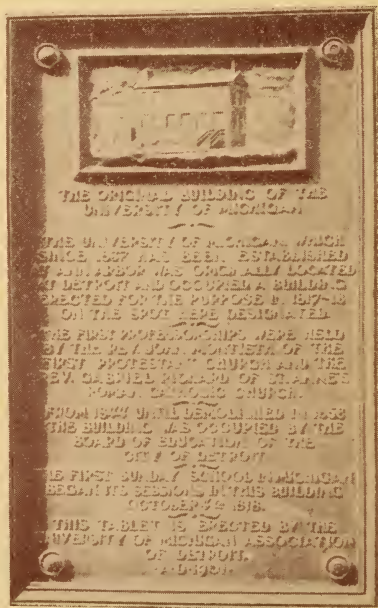 THE ORIGINAL BUILDING OF THE
UNIVERSITY OF MICHIGAN
THE UNIVERSITY OF MICHIGAN, WHICH
SINCE 1837 HAS BEEN ESTABLISHED
AT ANN ARBOR WAS ORIGINALLY LOCATED
AT DETROIT AND OCCUPIED A BUILDING
ERECTED FOR THE PURPOSE IN 1817-18
ON THE SPOT HERE DESIGNATED.
THE FIRST PROFESSORSHIPS WERE HELD
BY THE REV. JOHN MONTIETH OF THE
FIRST PROTESTANT CHURCH AND THE
REV. GABRIEL RICHARD OF ST. ANNE'S
ROMAN CATHOLIC CHURCH.
FROM 1844 UNTIL DEMOLISHED IN 1858
THE BUILDING WAS OCCUPIED BY THE
BOARD OF EDUCATION OF THE
CITY OF DETROIT
THE FIRST SUNDAY SCHOOL IN MICHIGAN
BEGAN ITS SESSIONS IN THIS BUILDING
OCTOBER 1818.
THIS TABLET IS ERECTED BY THE
UNIVERSITY OF MICHIGAN ASSOCIATION
OF DETROIT.
A·D·